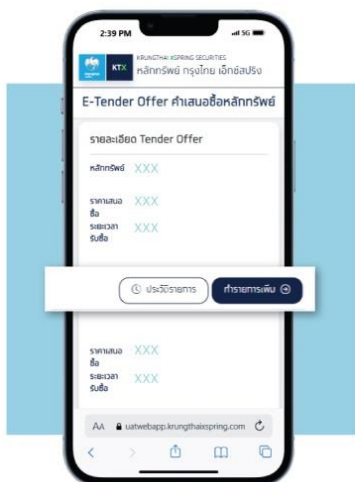 2:39 PM
5G
KTX
KRUNGTHAI XSPRING SECURITIES
หลักทรัพย์ กรุงไทย เอ็กซ์สปริง
E-Tender Offer คำเสนอซื้อหลักทรัพย์
รายละเอียด Tender Offer
หลักทรัพย์ XXX
ราคาเสนอ XXX
ซื้อ
ระยะเวลา XXX
รับซื้อ
ประวัติรายการ
ทำรายการเพิ่ม
ราคาเสนอ XXX
ซื้อ
ระยะเวลา XXX
รับซื้อ
AA uatwebapp.krungthaixspring.com